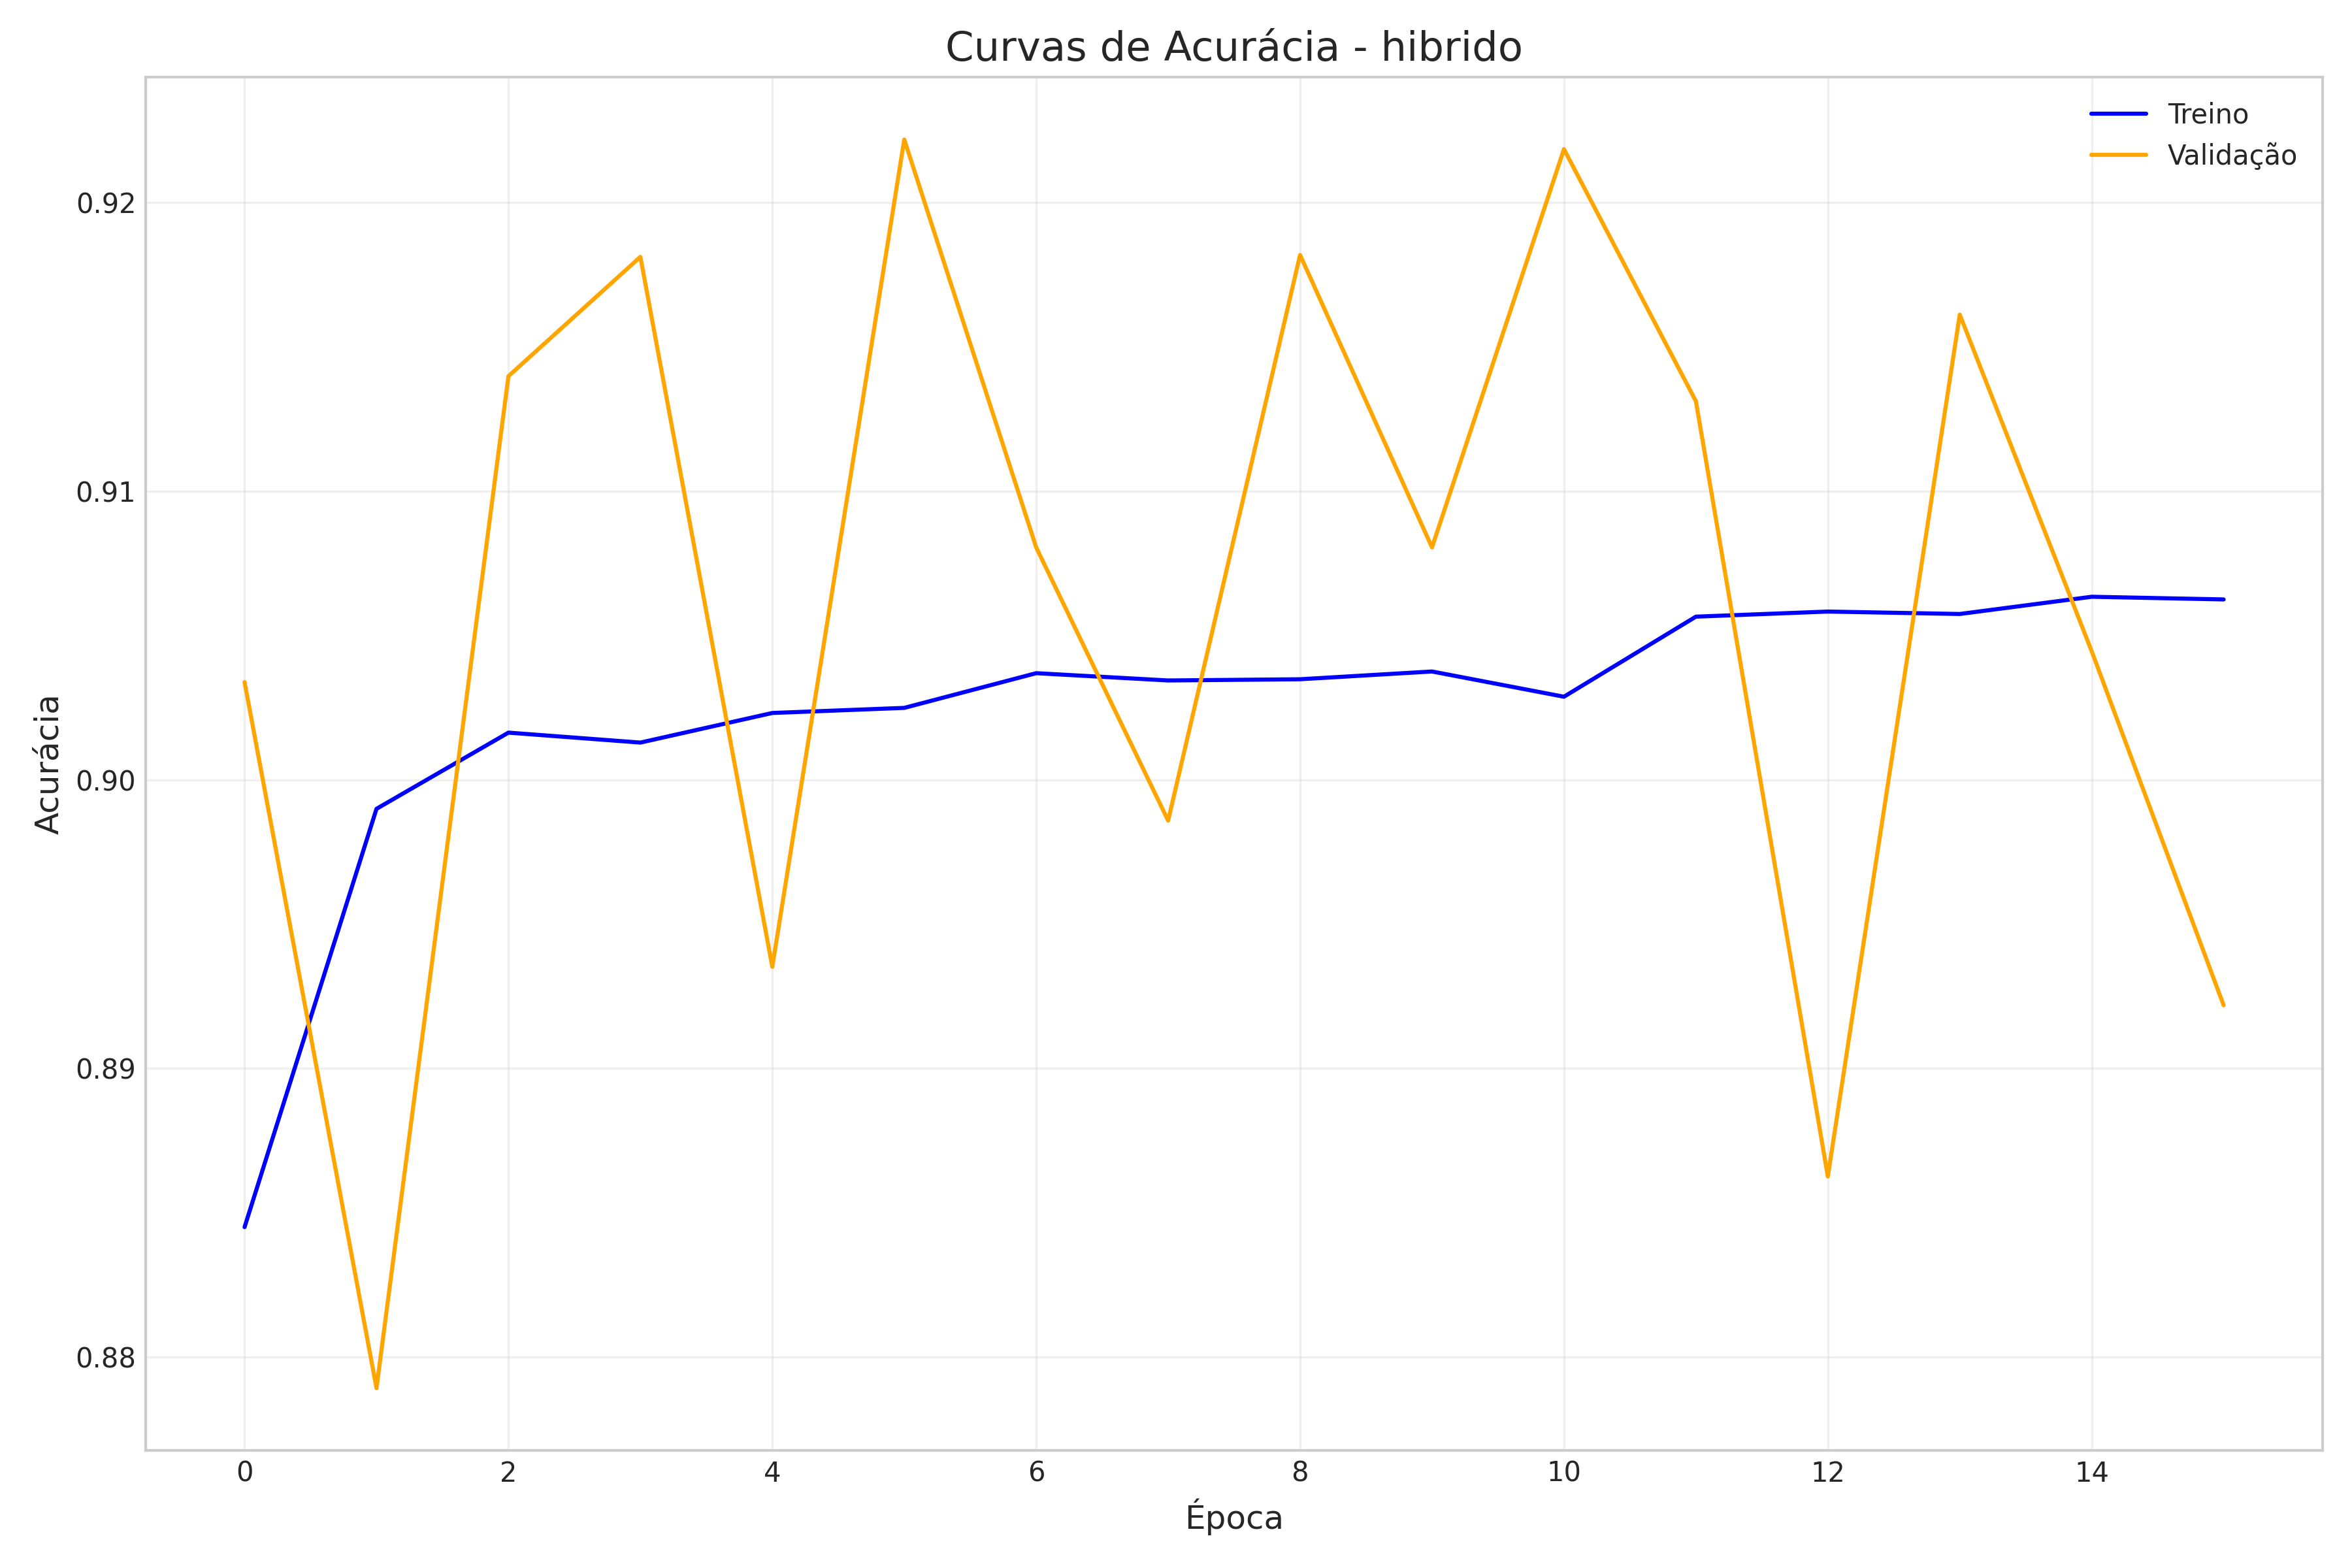 Curvas de Acurácia - hibrido
Treino
Validação
0.92
0.91
0.90
0.89
0.88
Acurácia
0 2 4 6 8 10 12 14
Época